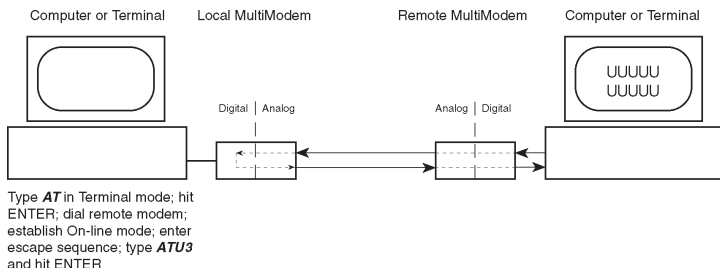 Computer or Terminal
Local MultiModem
Remote MultiModem
Computer or Terminal
UUUUU
UUUUU
Digital
Analog
Analog
Digital
Type AT in Terminal mode; hit
ENTER; dial remote modem;
establish On-line mode; enter
escape sequence; type ATU3
and hit ENTER